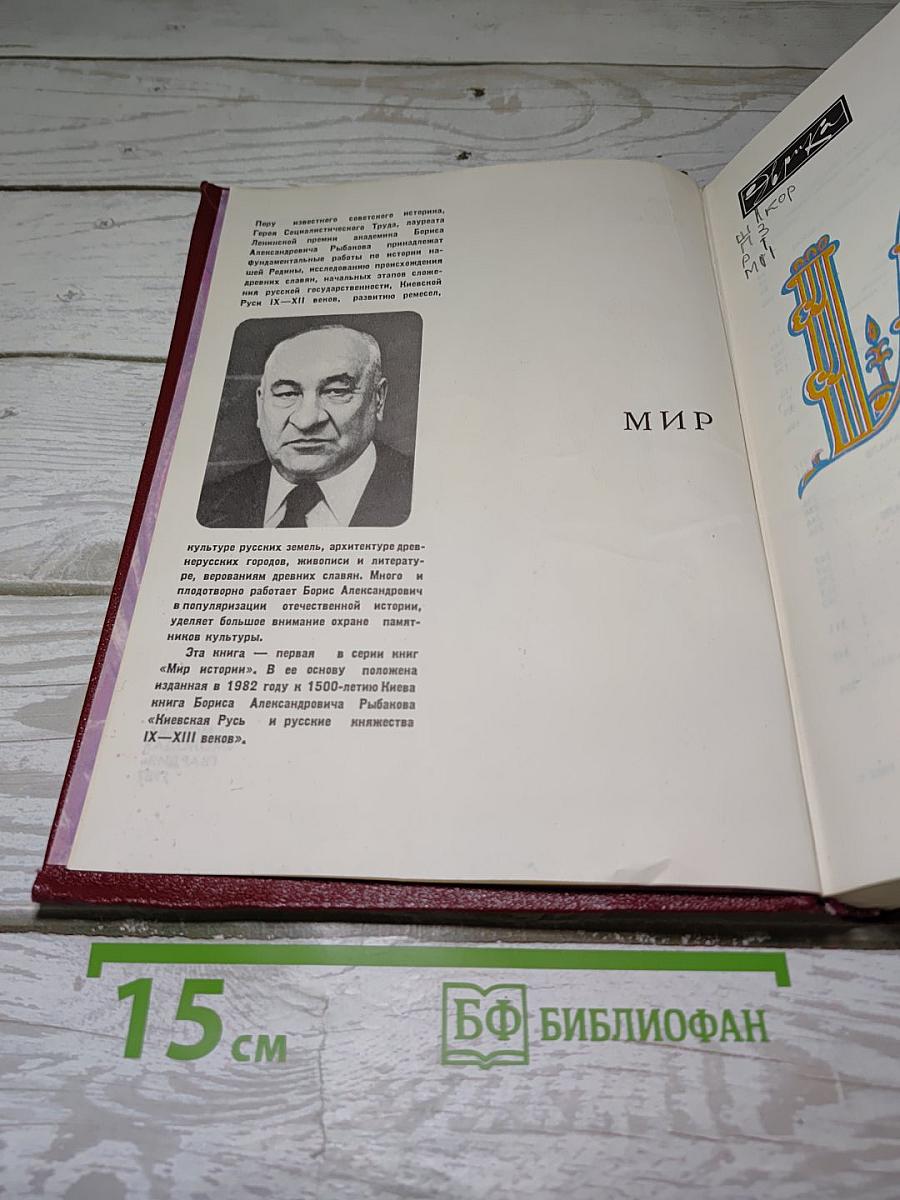 Перу известного советского историка,
Героя Социалистического Труда, лауреата
Ленинской премии академика Бориса
Александровича Рыбакова принадлежат
фундаментальные работы по истории на-
шей Родины, исследованию происхождения
древних славян, начальных этапов сложе-
ния русской государственности, Киевской
Руси IX—XII веков, развитию ремесел,
культуре русских земель, архитектуре древ-
нерусских городов, живописи и литерату-
ре, верованиям древних славян. Много и
плодотворно работает Борис Александрович
в популяризации отечественной истории,
уделяет большое внимание охране памят-
ников культуры.
Эта книга — первая в серии книг
«Мир истории». В ее основу положена
изданная в 1982 году к 1500-летию Киева
книга Бориса Александровича Рыбакова
«Киевская Русь и русские княжества
IX—XIII веков».
МИР
15 см
БФ БИБЛИОФАН